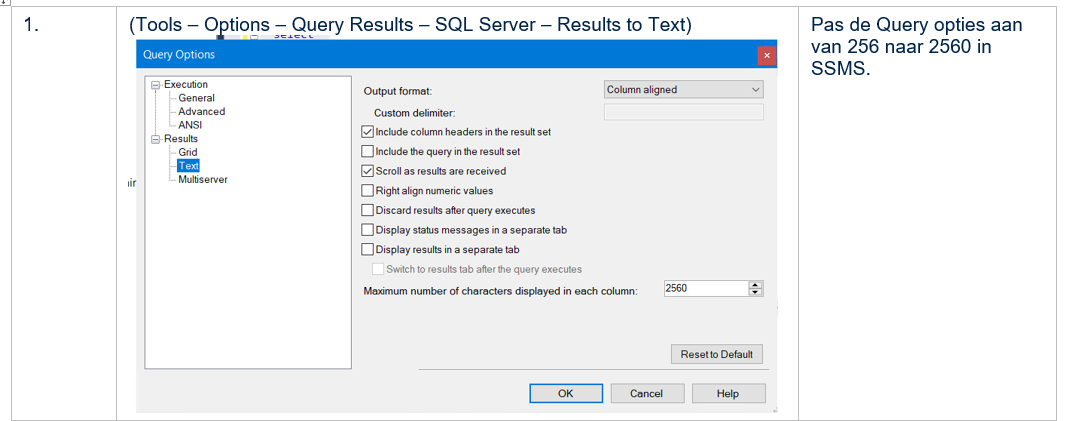 1.
(Tools – Options – Query Results – SQL Server – Results to Text)
Pas de Query opties aan
van 256 naar 2560 in
SSMS.
select
Query Options
Execution
General
Advanced
ANSI
Results
Grid
Text
Multiserver
Output format:
Column aligned
Custom delimiter:
Include column headers in the result set
Include the query in the result set
Scroll as results are received
Right align numeric values
Discard results after query executes
Display status messages in a separate tab
Display results in a separate tab
Switch to results tab after the query executes
Maximum number of characters displayed in each column:
2560
Reset to Default
OK
Cancel
Help